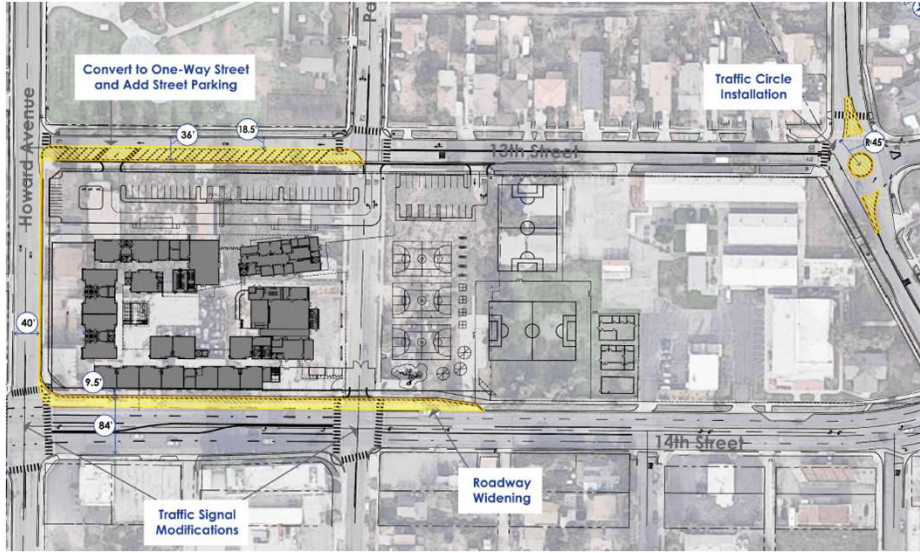 Pa
Convert to One-Way Street
and Add Street Parking
Traffic Circle
Installation
36'
18.5'
13th Street
R-45'
Howard Avenue
40'
9.5'
84'
14th Street
Traffic Signal
Modifications
Roadway
Widening